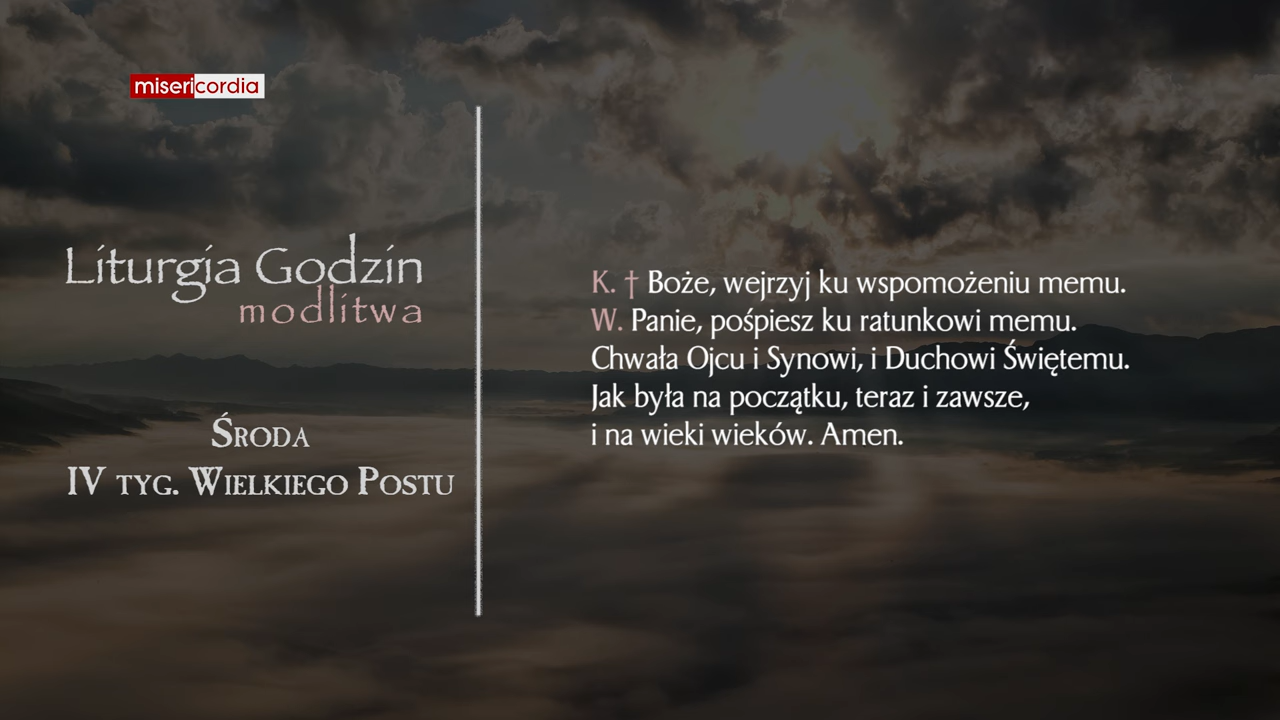 misericordia
Liturgia Godzin
modlitwa
Środa
IV tyg. Wielkiego Postu
K. † Boże, wejrzyj ku wspomożeniu memu.
W. Panie, pośpiesz ku ratunkowi memu.
Chwała Ojcu i Synowi, i Duchowi Świętemu.
Jak była na początku, teraz i zawsze,
i na wieki wieków. Amen.